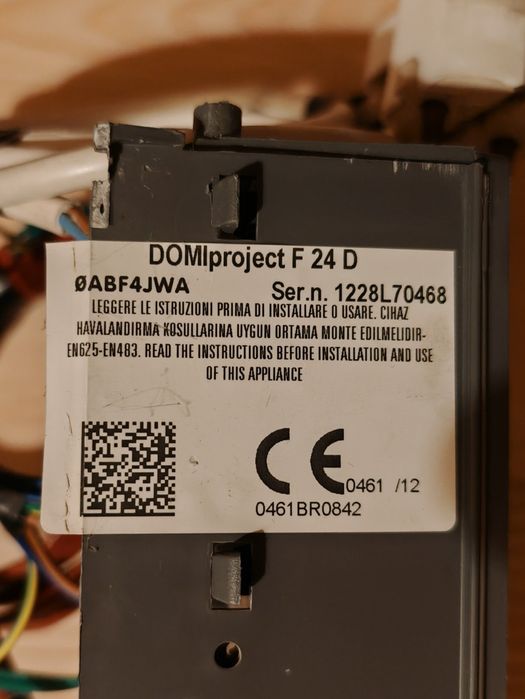 DOMIproject F 24 D
ØABF4JWA Ser.n. 1228L70468
LEGGERE LE ISTRUZIONI PRIMA DI INSTALLARE O USARE. CIHAZ
HAVALANDIRMA KOSULLARINA UYGUN ORTAMA MONTE EDILMELIDIR-
EN625-EN483. READ THE INSTRUCTIONS BEFORE INSTALLATION AND USE
OF THIS APPLIANCE
CE 0461 /12
0461BR0842